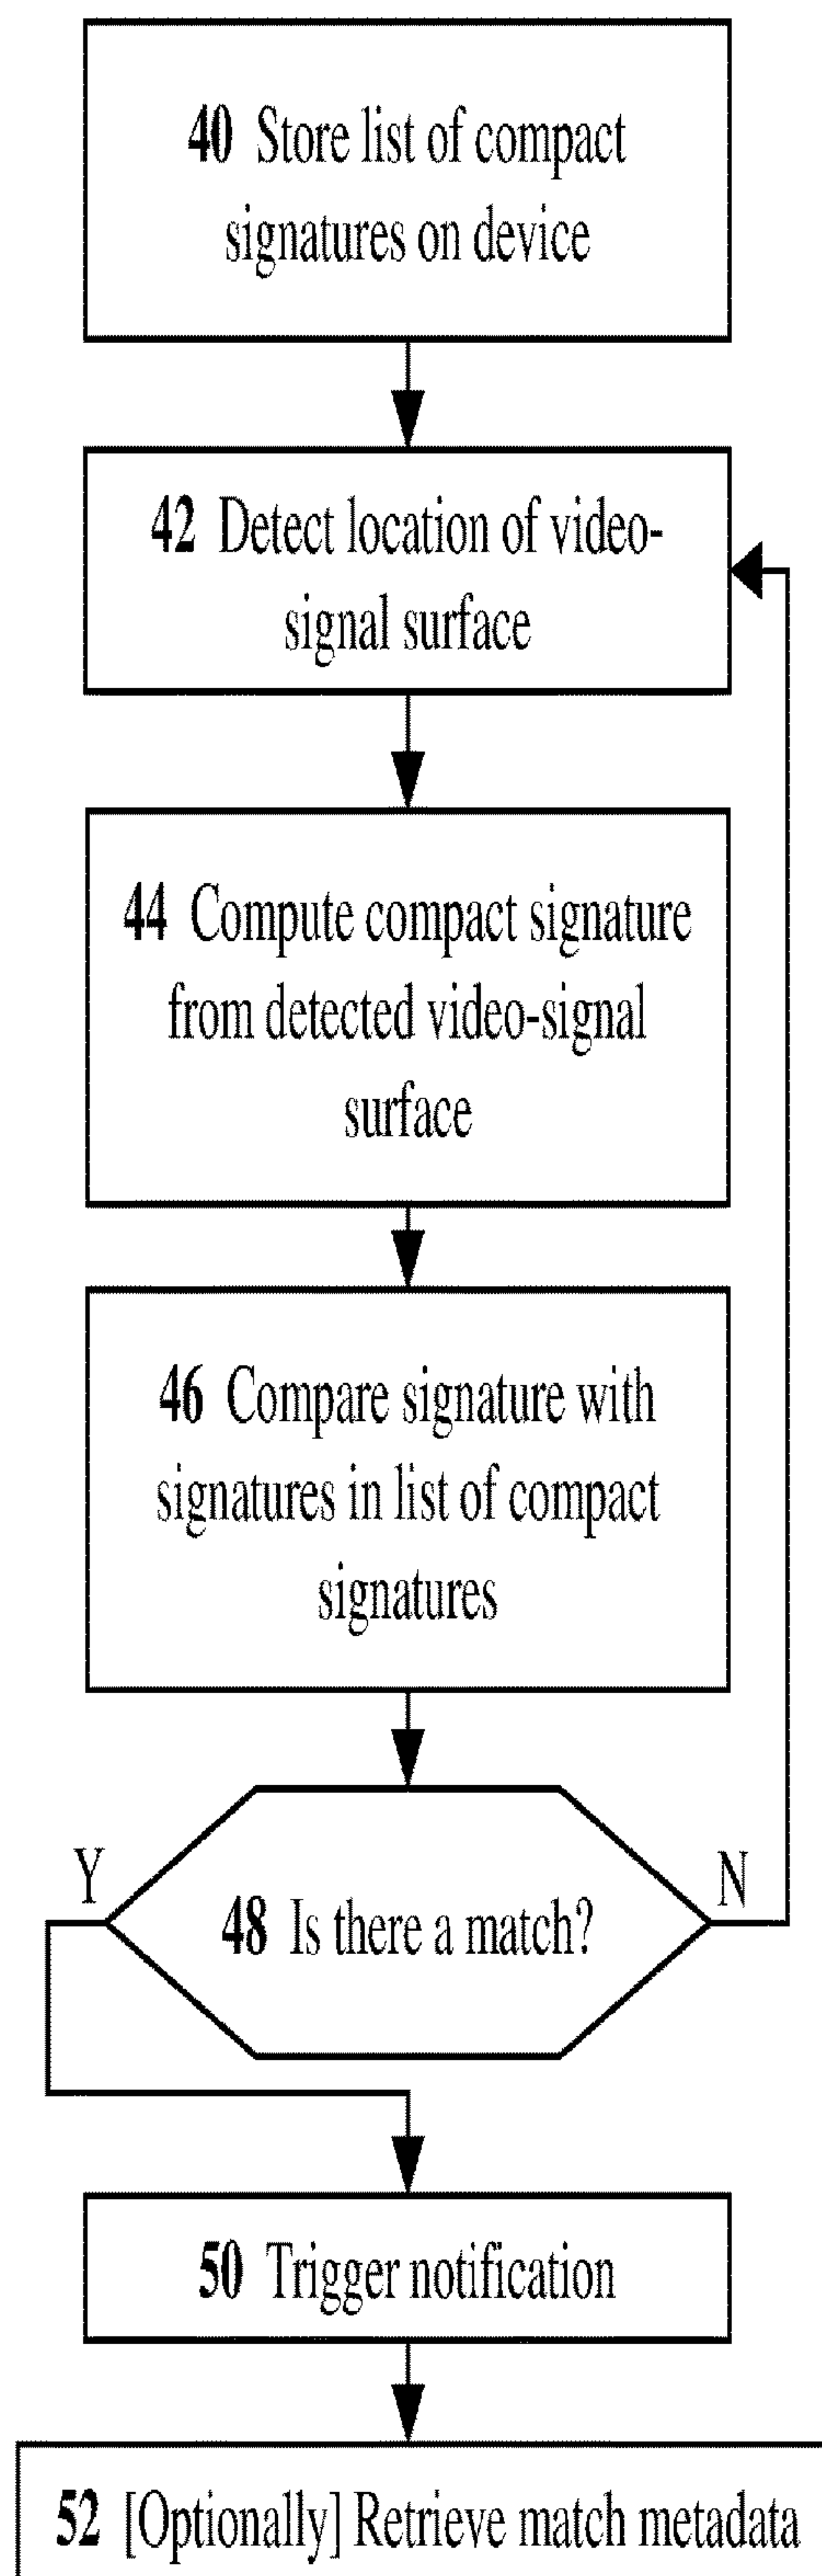 40 Store list of compact
signatures on device
42 Detect location of video-
signal surface
44 Compute compact signature
from detected video-signal
surface
46 Compare signature with
signatures in list of compact
signatures
Y
N
48 Is there a match?
50 Trigger notification
52 [Optionally] Retrieve match metadata